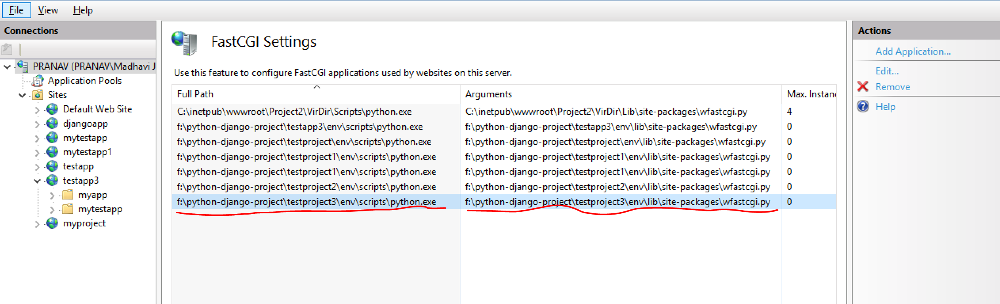 File View Help
Connections
PRANAV (PRANAV\Madhavi J
Application Pools
Sites
Default Web Site
djangoapp
mytestapp
mytestapp1
testapp
testapp3
myapp
mytestapp
myproject
FastCGI Settings
Use this feature to configure FastCGI applications used by websites on this server.
Full Path Arguments Max. Instan
C:\inetpub\wwwroot\Project2\VirDir\Scripts\python.exe C:\inetpub\wwwroot\Project2\VirDir\Lib\site-packages\wfastcgi.py 4
f:\python-django-project\testapp3\env\scripts\python.exe f:\python-django-project\testapp3\env\lib\site-packages\wfastcgi.py 0
f:\python-django-project\testproject\env\scripts\python.exe f:\python-django-project\testproject\env\lib\site-packages\wfastcgi.py 0
f:\python-django-project\testproject1\env\scripts\python.exe f:\python-django-project\testproject1\env\lib\site-packages\wfastcgi.py 0
f:\python-django-project\testproject1\env\scripts\python.exe f:\python-django-project\testproject1\env\lib\site-packages\wfastcgi.py 0
f:\python-django-project\testproject2\env\scripts\python.exe f:\python-django-project\testproject2\env\lib\site-packages\wfastcgi.py 0
f:\python-django-project\testproject3\env\scripts\python.exe f:\python-django-project\testproject3\env\lib\site-packages\wfastcgi.py 0
Actions
Add Application...
Edit...
Remove
Help